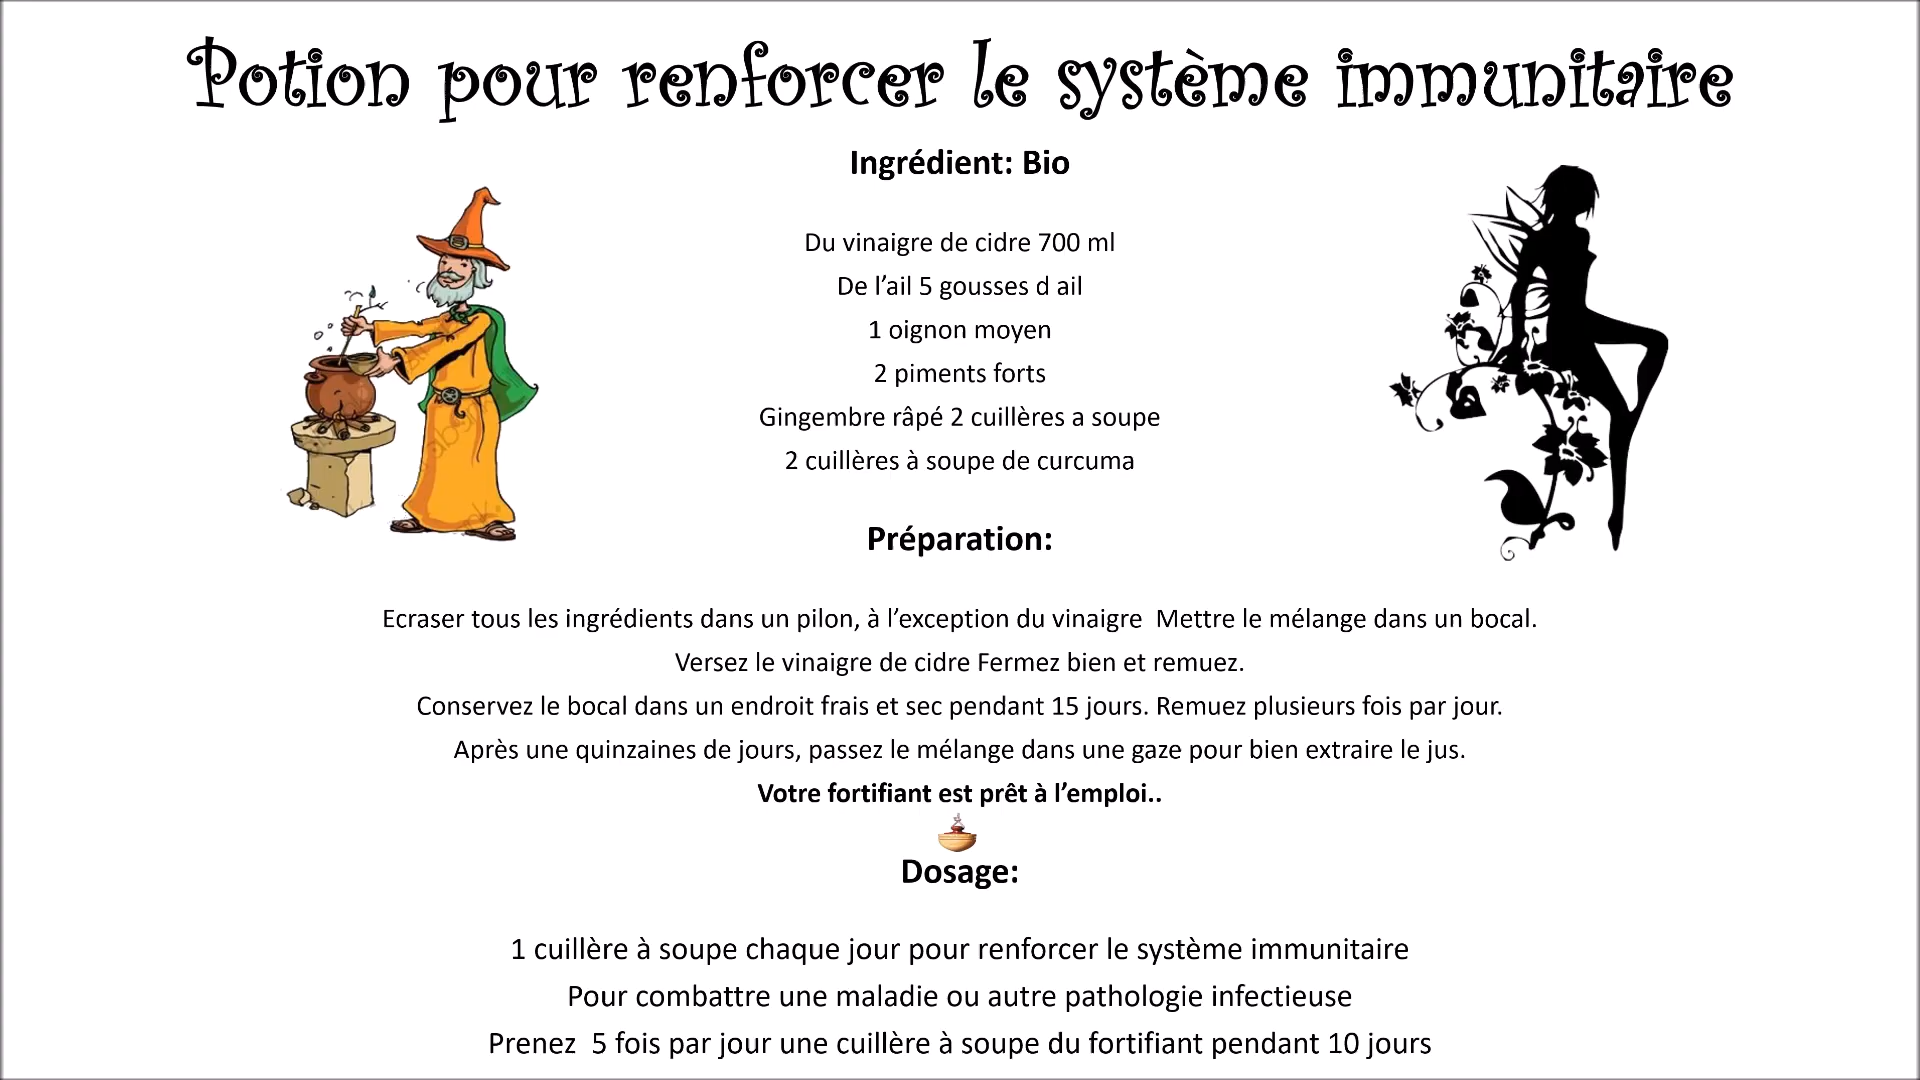 Potion pour renforcer le système immunitaire
Ingrédient: Bio
Du vinaigre de cidre 700 ml
De l’ail 5 gousses d ail
1 oignon moyen
2 piments forts
Gingembre râpé 2 cuillères a soupe
2 cuillères à soupe de curcuma
Préparation:
Ecraser tous les ingrédients dans un pilon, à l’exception du vinaigre  Mettre le mélange dans un bocal.
Versez le vinaigre de cidre Fermez bien et remuez.
Conservez le bocal dans un endroit frais et sec pendant 15 jours. Remuez plusieurs fois par jour.
Après une quinzaines de jours, passez le mélange dans une gaze pour bien extraire le jus.
Votre fortifiant est prêt à l’emploi..
Dosage:
1 cuillère à soupe chaque jour pour renforcer le système immunitaire
Pour combattre une maladie ou autre pathologie infectieuse
Prenez  5 fois par jour une cuillère à soupe du fortifiant pendant 10 jours